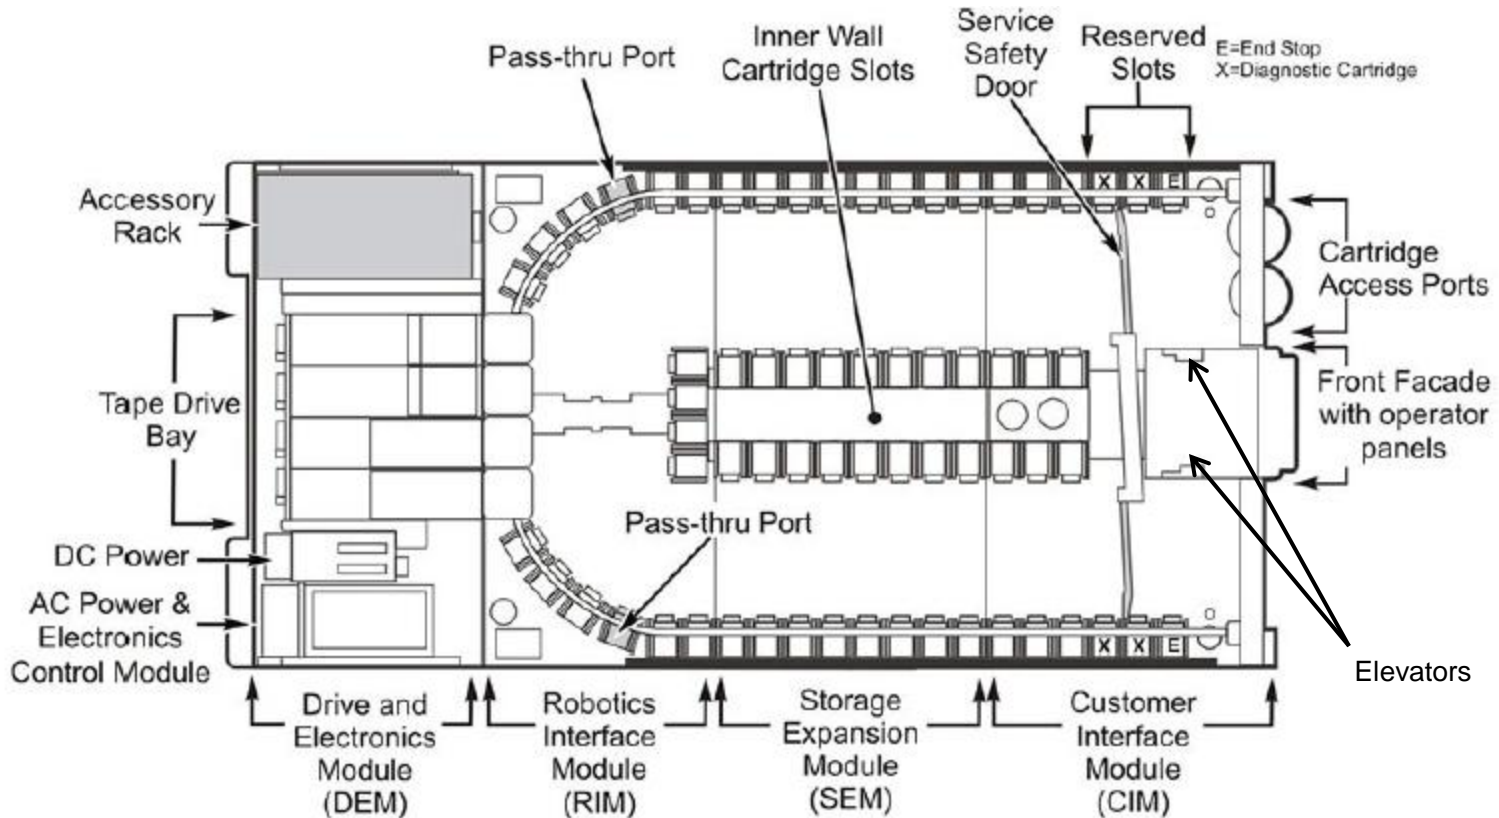 Pass-thru Port
Inner Wall
Cartridge Slots
Service
Safety
Door
Reserved
Slots
E=End Stop
X=Diagnostic Cartridge
Accessory
Rack
X
X
E
Cartridge
Access Ports
Tape Drive
Bay
Front Facade
with operator
panels
Pass-thru Port
DC Power
AC Power &
Electronics
Control Module
X
X
E
Elevators
Drive and
Electronics
Module
(DEM)
Robotics
Interface
Module
(RIM)
Storage
Expansion
Module
(SEM)
Customer
Interface
Module
(CIM)